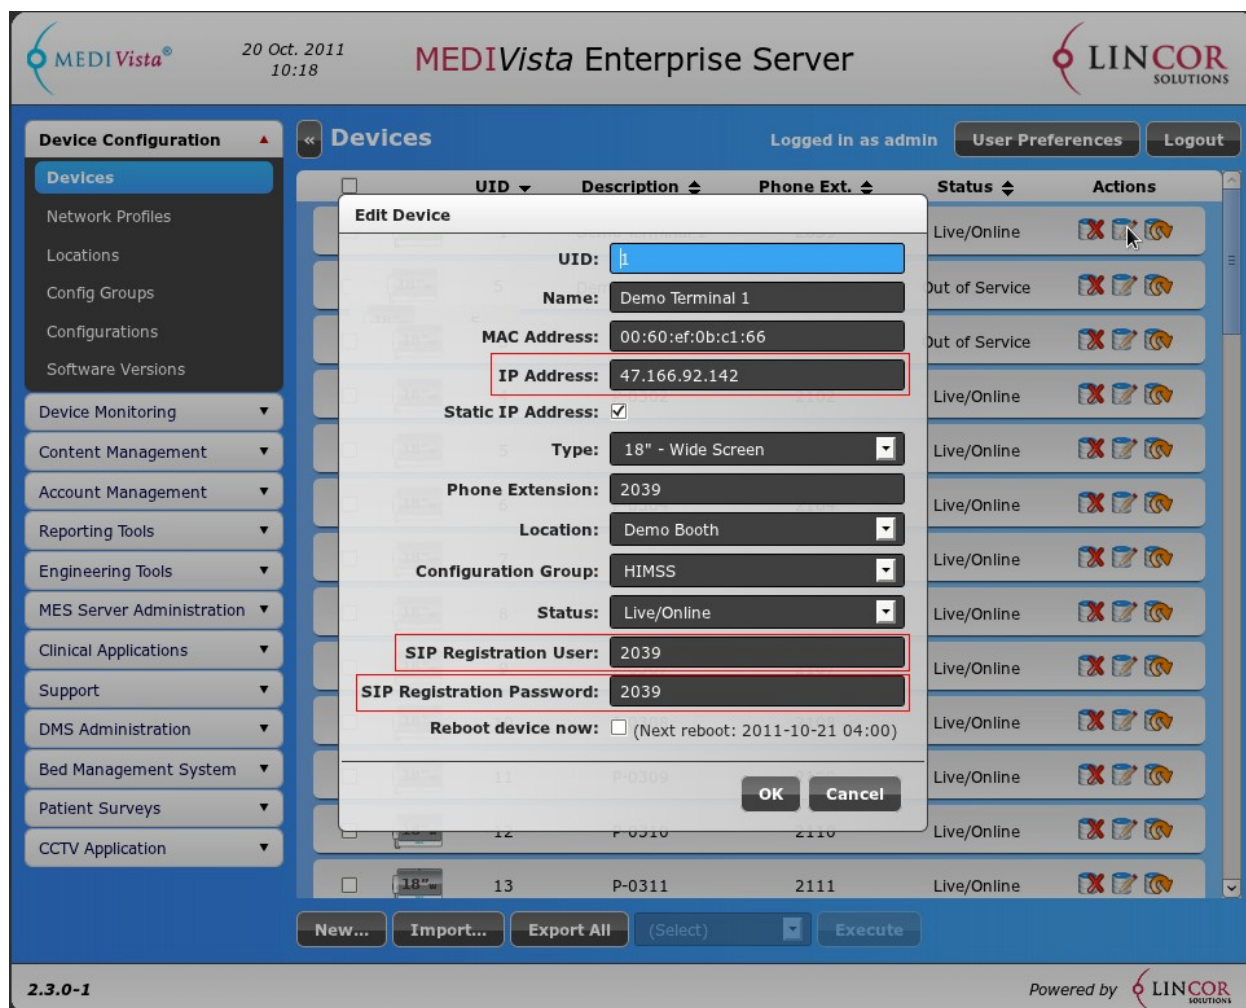 MEDIVista®
20 Oct. 2011
10:18
MEDIVista Enterprise Server
LINCOR
SOLUTIONS
Device Configuration
Devices
Network Profiles
Locations
Config Groups
Configurations
Software Versions
Device Monitoring
Content Management
Account Management
Reporting Tools
Engineering Tools
MES Server Administration
Clinical Applications
Support
DMS Administration
Bed Management System
Patient Surveys
CCTV Application
« Devices
Logged in as admin
User Preferences
Logout
UID Description Phone Ext. Status Actions
Edit Device
UID: 1
Name: Demo Terminal 1
MAC Address: 00:60:ef:0b:c1:66
IP Address: 47.166.92.142
Static IP Address:
Type: 18" - Wide Screen
Phone Extension: 2039
Location: Demo Booth
Configuration Group: HIMSS
Status: Live/Online
SIP Registration User: 2039
SIP Registration Password: 2039
Reboot device now: (Next reboot: 2011-10-21 04:00)
OK Cancel
Live/Online
Out of Service
Out of Service
Live/Online
Live/Online
Live/Online
Live/Online
Live/Online
Live/Online
Live/Online
Live/Online
12 P-0310 2110 Live/Online
18"w 13 P-0311 2111 Live/Online
New... Import... Export All (Select) Execute
2.3.0-1
Powered by LINCOR
SOLUTIONS